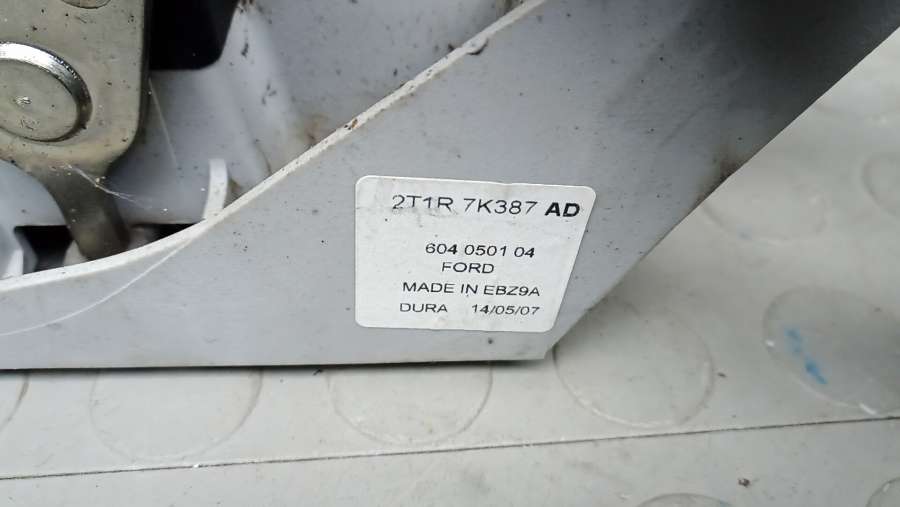 2T1R 7K387 AD
604 0501 04
FORD
MADE IN EBZ9A
DURA 14/05/07